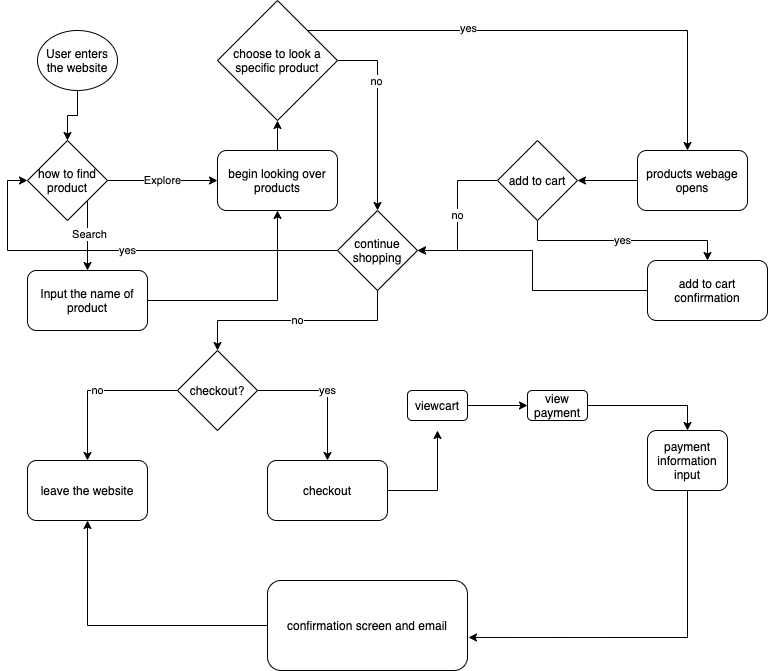 User enters
the website
choose to look a
specific product
yes
no
how to find
product
Explore
begin looking over
products
add to cart
products webage
opens
no
Search
yes
continue
shopping
yes
Input the name of
product
add to cart
confirmation
no
checkout?
no
yes
viewcart
view
payment
payment
information
input
leave the website
checkout
confirmation screen and email